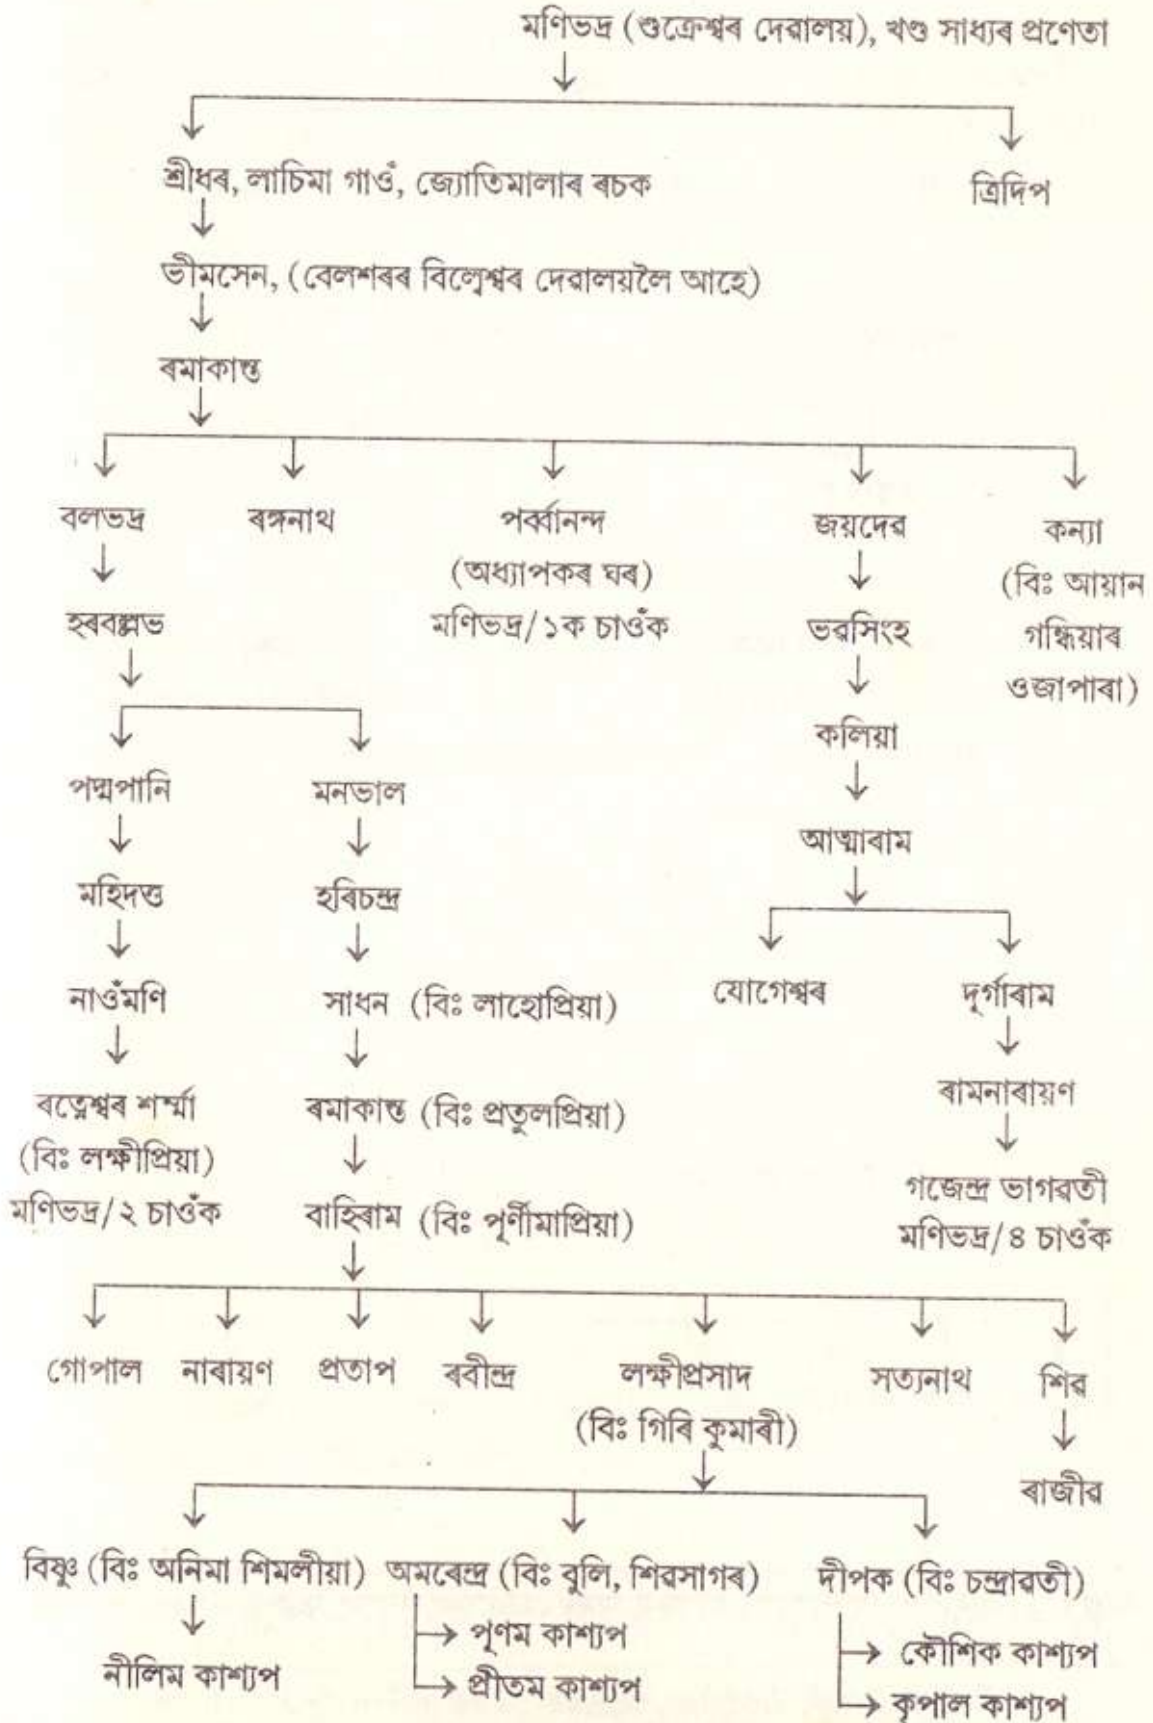 মণিভদ্ৰ (শুক্ৰেশ্বৰ দেৱালয়), খণ্ড সাধ্যৰ প্ৰণেতা
শ্ৰীধৰ, লাচিমা গাওঁ, জ্যোতিমালাৰ ৰচক
ত্ৰিদিপ
ভীমসেন, (বেলশৰৰ বিল্বেশ্বৰ দেৱালয়লৈ আহে)
ৰমাকান্ত
বলভদ্ৰ ৰঙ্গনাথ পৰ্ব্বানন্দ জয়দেৱ কন্যা
(অধ্যাপকৰ ঘৰ) (বিঃ আয়ান
হৰবল্লভ মণিভদ্ৰ/১ক চাওঁক ভৱসিংহ গন্ধিয়াৰ
ওজাপাৰা)
কলিয়া
পদ্মপানি মনভাল
আত্মাৰাম
মহিদত্ত হৰিচন্দ্ৰ
নাওঁমণি সাধন (বিঃ লাহোপ্ৰিয়া) যোগেশ্বৰ দূৰ্গাৰাম
ৰত্নেশ্বৰ শৰ্ম্মা ৰমাকান্ত (বিঃ প্ৰতুলপ্ৰিয়া) ৰামনাৰায়ণ
(বিঃ লক্ষীপ্ৰিয়া)
মণিভদ্ৰ/২ চাওঁক বাহিৰাম (বিঃ পূৰ্ণীমাপ্ৰিয়া) গজেন্দ্ৰ ভাগৱতী
মণিভদ্ৰ/৪ চাওঁক
গোপাল নাৰায়ণ প্ৰতাপ ৰবীন্দ্ৰ লক্ষীপ্ৰসাদ সত্যনাথ শিৱ
(বিঃ গিৰি কুমাৰী)
ৰাজীৱ
বিষ্ণু (বিঃ অনিমা শিমলীয়া) অমৰেন্দ্ৰ (বিঃ বুলি, শিৱসাগৰ) দীপক (বিঃ চন্দ্ৰাৱতী)
পূণম কাশ্যপ
কৌশিক কাশ্যপ
নীলিম কাশ্যপ প্ৰীতম কাশ্যপ
কৃপাল কাশ্যপ